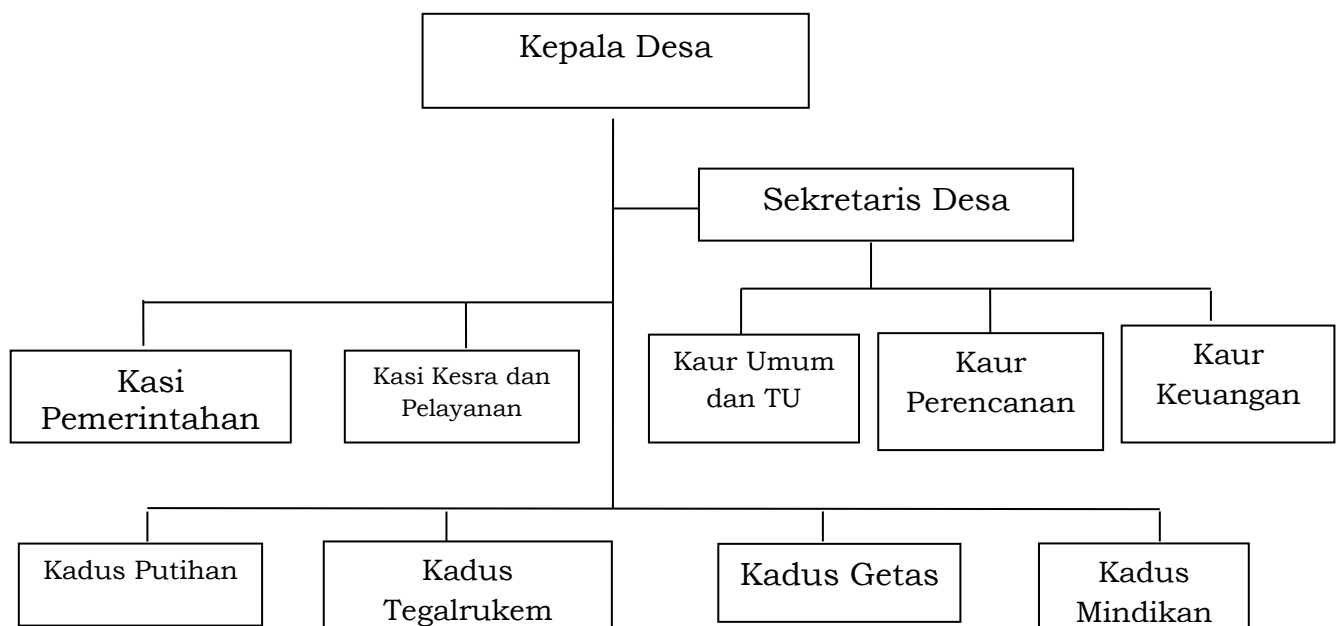 Kepala Desa
Sekretaris Desa
Kasi
Pemerintahan
Kasi Kesra dan
Pelayanan
Kaur Umum
dan TU
Kaur
Perencanan
Kaur
Keuangan
Kadus Putihan
Kadus
Tegalrukem
Kadus Getas
Kadus
Mindikan